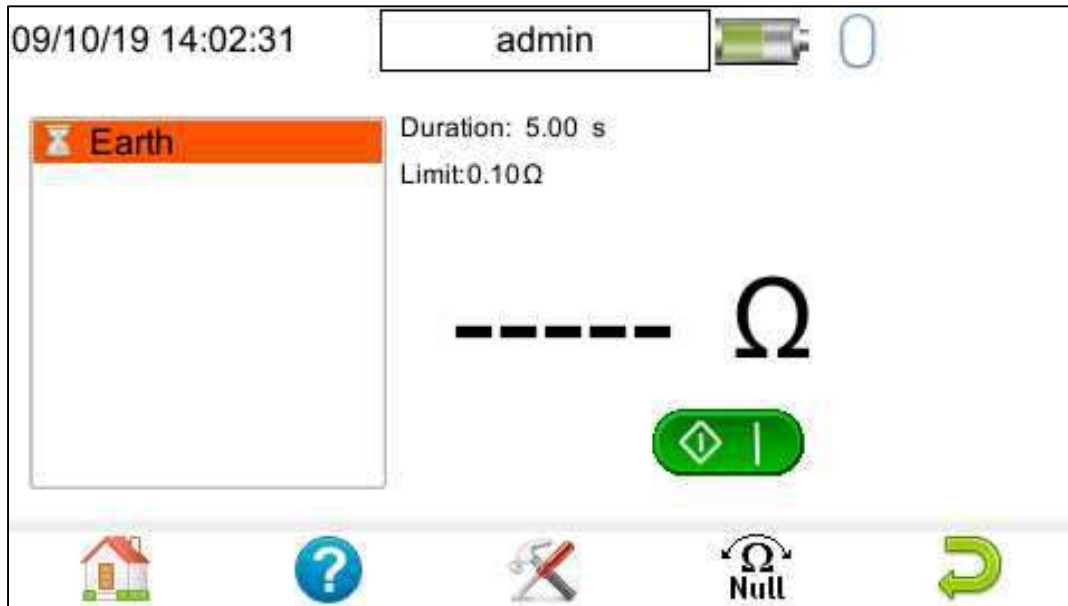 09/10/19 14:02:31 admin
Earth
Duration: 5.00 s
Limit:0.10Ω
----- Ω
?
Ω
Null